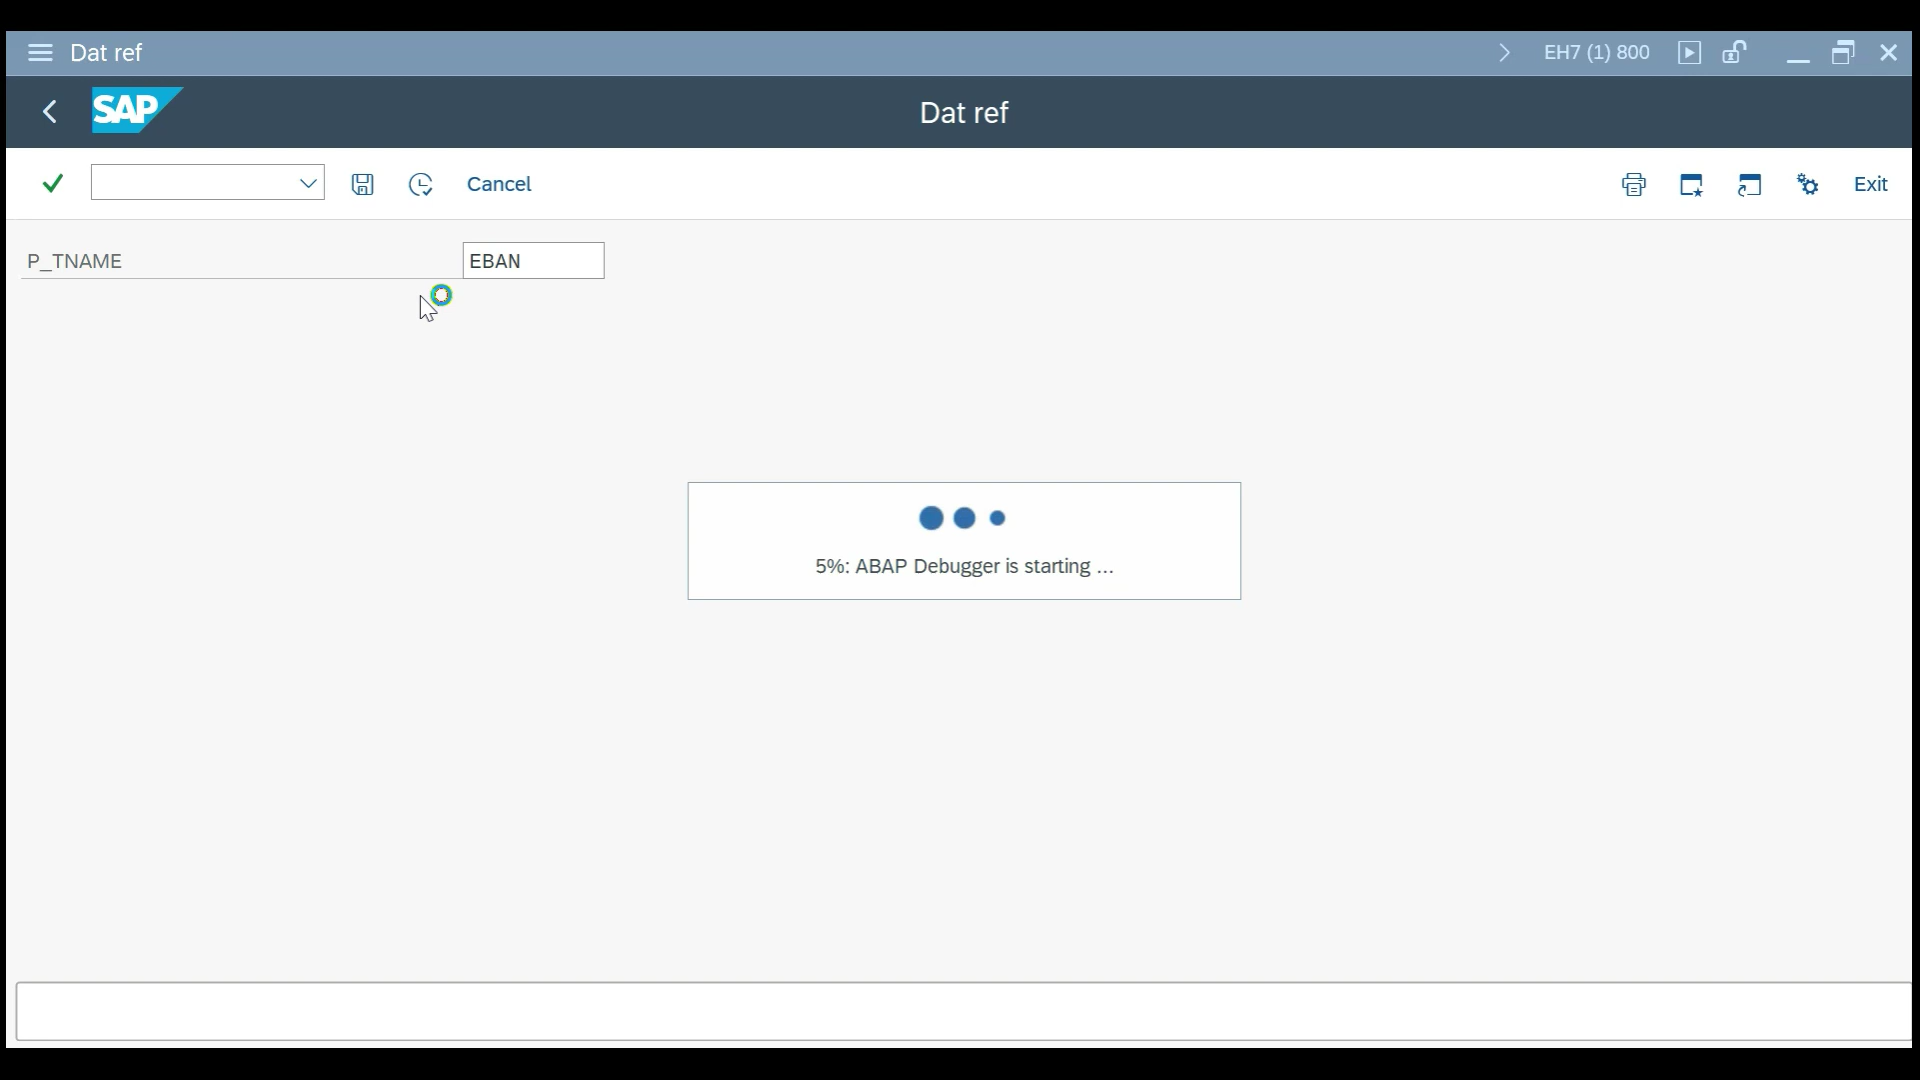 Dat ref
EH7 (1) 800
SAP
Dat ref
Cancel
Exit
P_TNAME
EBAN
5%: ABAP Debugger is starting ...